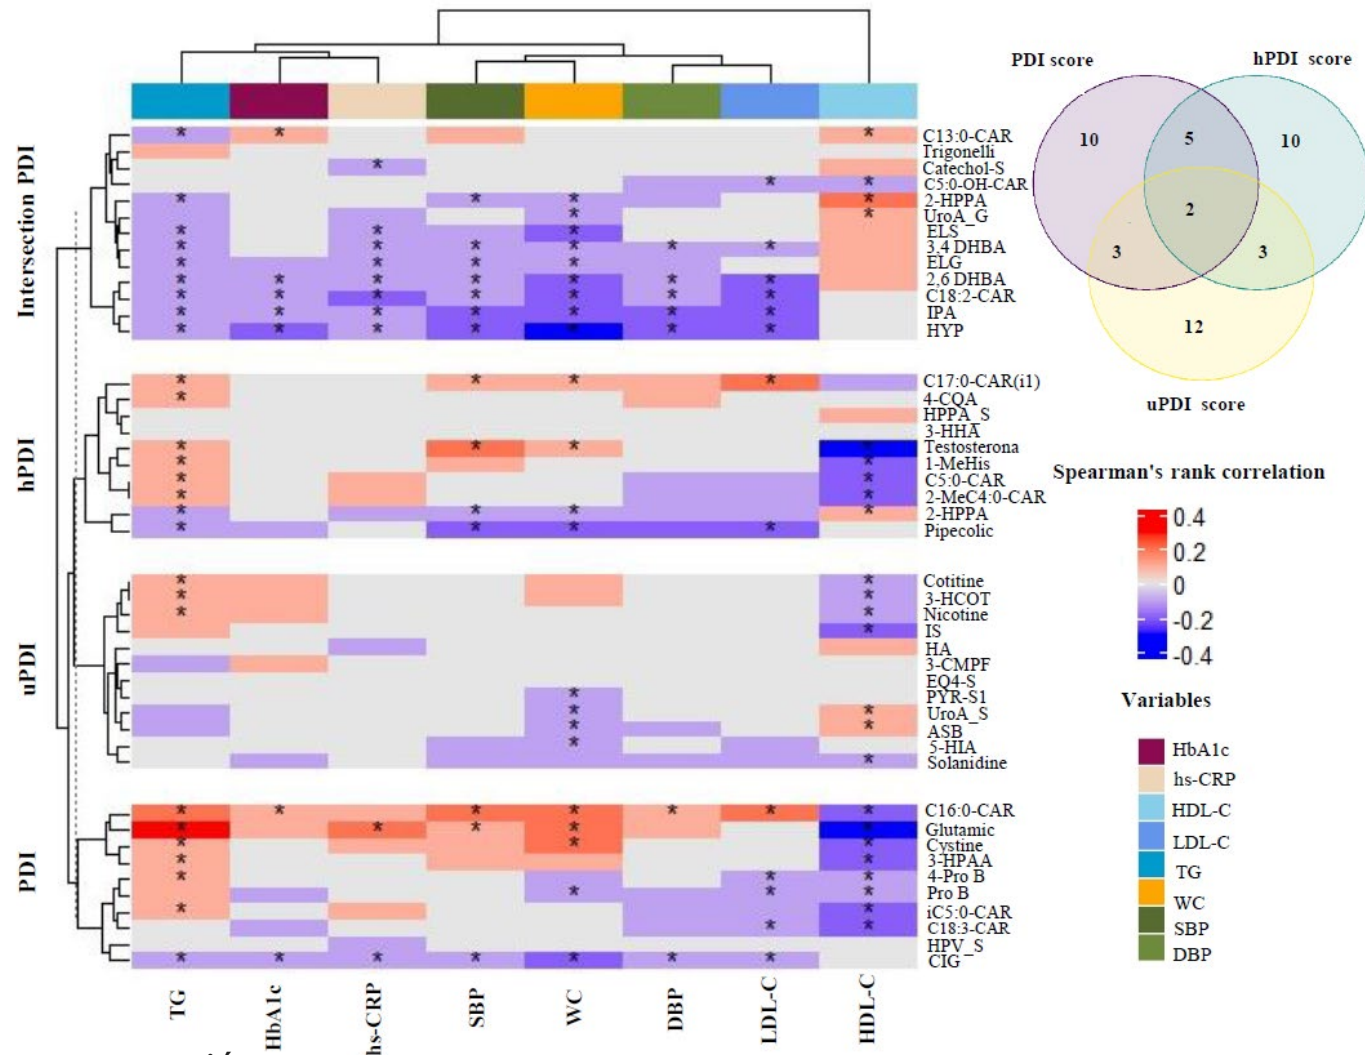 PDI score
hPDI score
10
5
10
2
3
3
12
uPDI score
Intersection PDI
C13:0-CAR
Trigonelli
Catechol-S
C5:0-OH-CAR
2-HPPA
UroA_G
ELS
3,4 DHBA
ELG
2,6 DHBA
C18:2-CAR
IPA
HYP
hPDI
C17:0-CAR(i1)
4-CQA
HPPA_S
3-HHA
Testosterona
1-MeHis
C5:0-CAR
2-MeC4:0-CAR
2-HPPA
Pipecolic
uPDI
Cotitine
3-HCOT
Nicotine
IS
HA
3-CMPF
EQ4-S
PYR-S1
UroA_S
ASB
5-HIA
Solanidine
PDI
C16:0-CAR
Glutamic
Cystine
3-HPAA
4-Pro B
Pro B
iC5:0-CAR
C18:3-CAR
HPV_S
CIG
TG
HbA1c
hs-CRP
SBP
WC
DBP
LDL-C
HDL-C
Spearman's rank correlation
0.4
0.2
0
-0.2
-0.4
Variables
HbA1c
hs-CRP
HDL-C
LDL-C
TG
WC
SBP
DBP